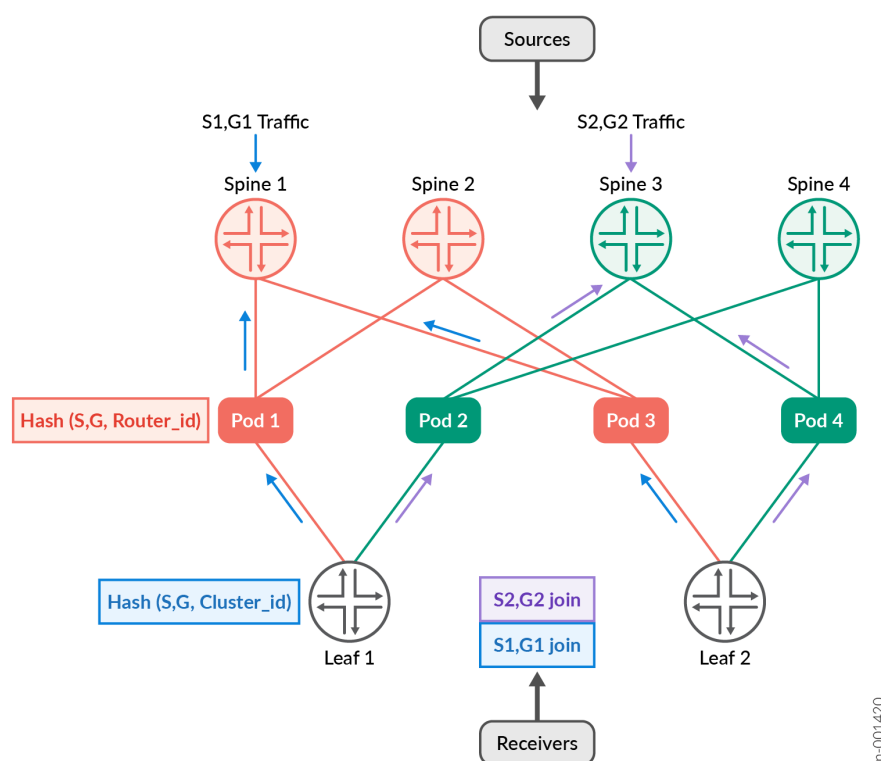 Sources
S1,G1 Traffic
S2,G2 Traffic
Spine 1
Spine 2
Spine 3
Spine 4
Hash (S,G, Router_id)
Pod 1
Pod 2
Pod 3
Pod 4
Hash (S,G, Cluster_id)
S2,G2 join
S1,G1 join
Leaf 1
Leaf 2
Receivers